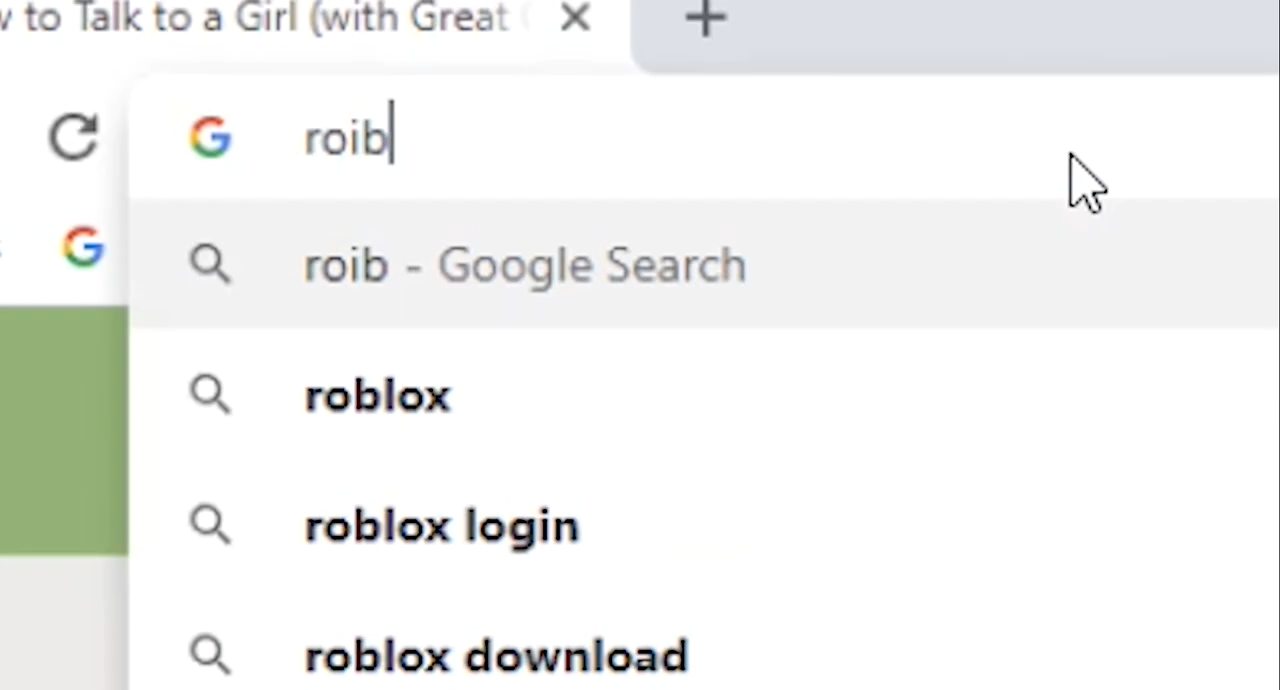 to Talk to a Girl (with Great
roib
roib - Google Search
roblox
roblox login
roblox download